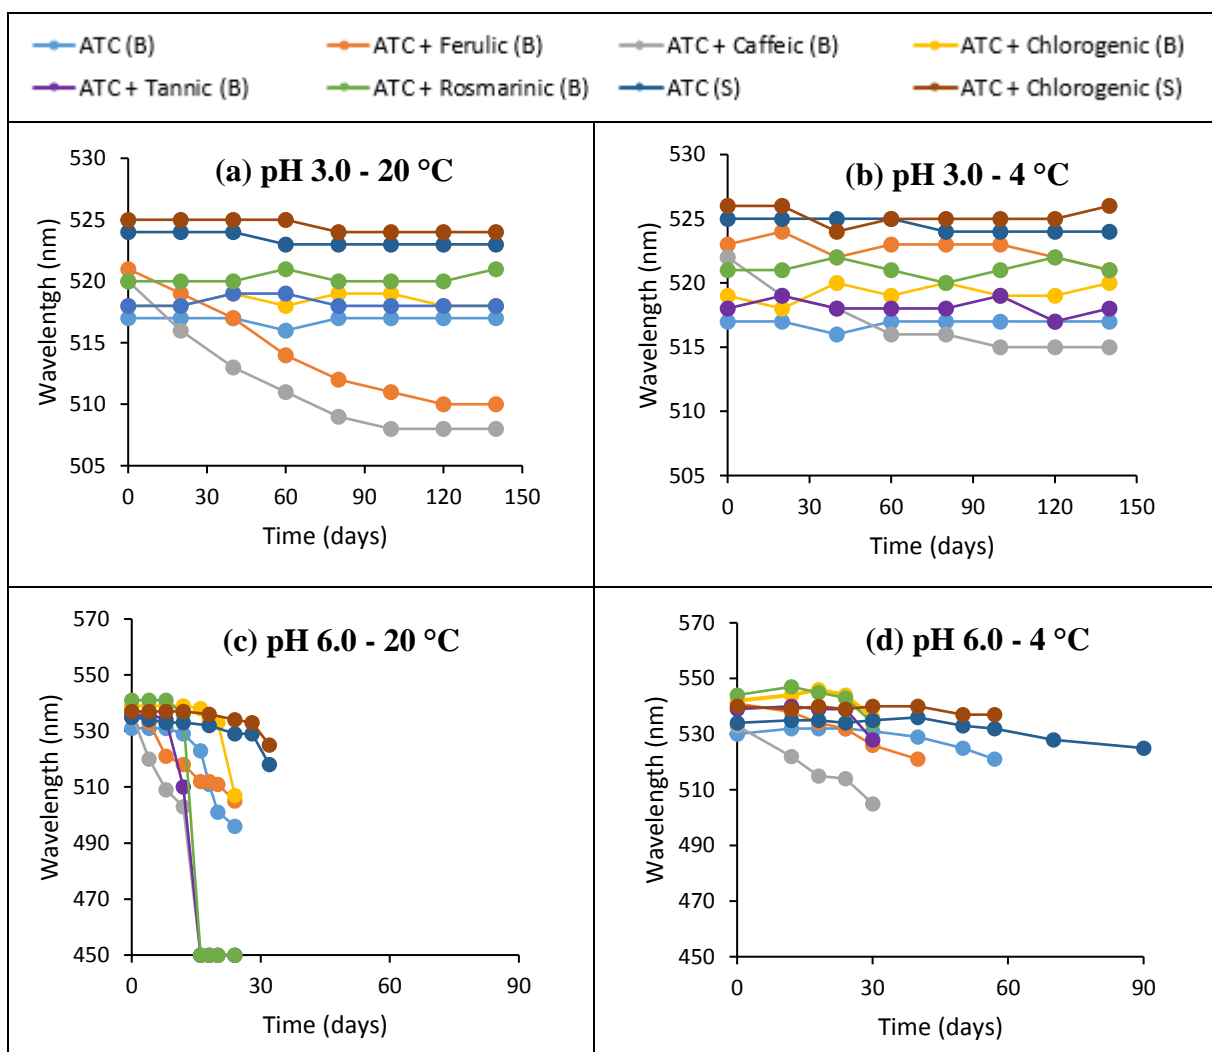 ATC (B) ATC + Ferulic (B) ATC + Caffeic (B) ATC + Chlorogenic (B)
ATC + Tannic (B) ATC + Rosmarinic (B) ATC (S) ATC + Chlorogenic (S)
(a) pH 3.0 - 20 °C
530
525
520
515
510
505
Wavelentgh (nm)
0 30 60 90 120 150
Time (days)
(b) pH 3.0 - 4 °C
530
525
520
515
510
505
Wavelength (nm)
0 30 60 90 120 150
Time (days)
(c) pH 6.0 - 20 °C
570
550
530
510
490
470
450
Wavelength (nm)
0 30 60 90
Time (days)
(d) pH 6.0 - 4 °C
570
550
530
510
490
470
450
Wavelength (nm)
0 30 60 90
Time (days)